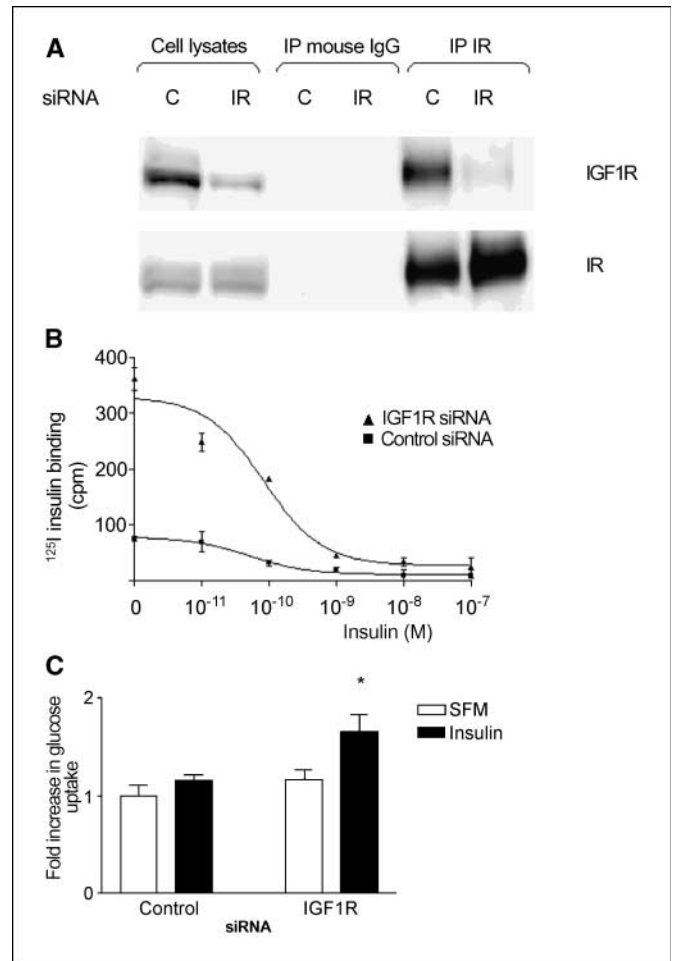 A
Cell lysates IP mouse IgG IP IR
siRNA C IR C IR C IR
IGF1R
IR
B
400
300
200
100
125I insulin binding
(cpm)
IGF1R siRNA
Control siRNA
0 10-11 10-10 10-9 10-8 10-7
Insulin (M)
C
2
1
0
Fold increase in glucose
uptake
*
SFM
Insulin
Control IGF1R
siRNA